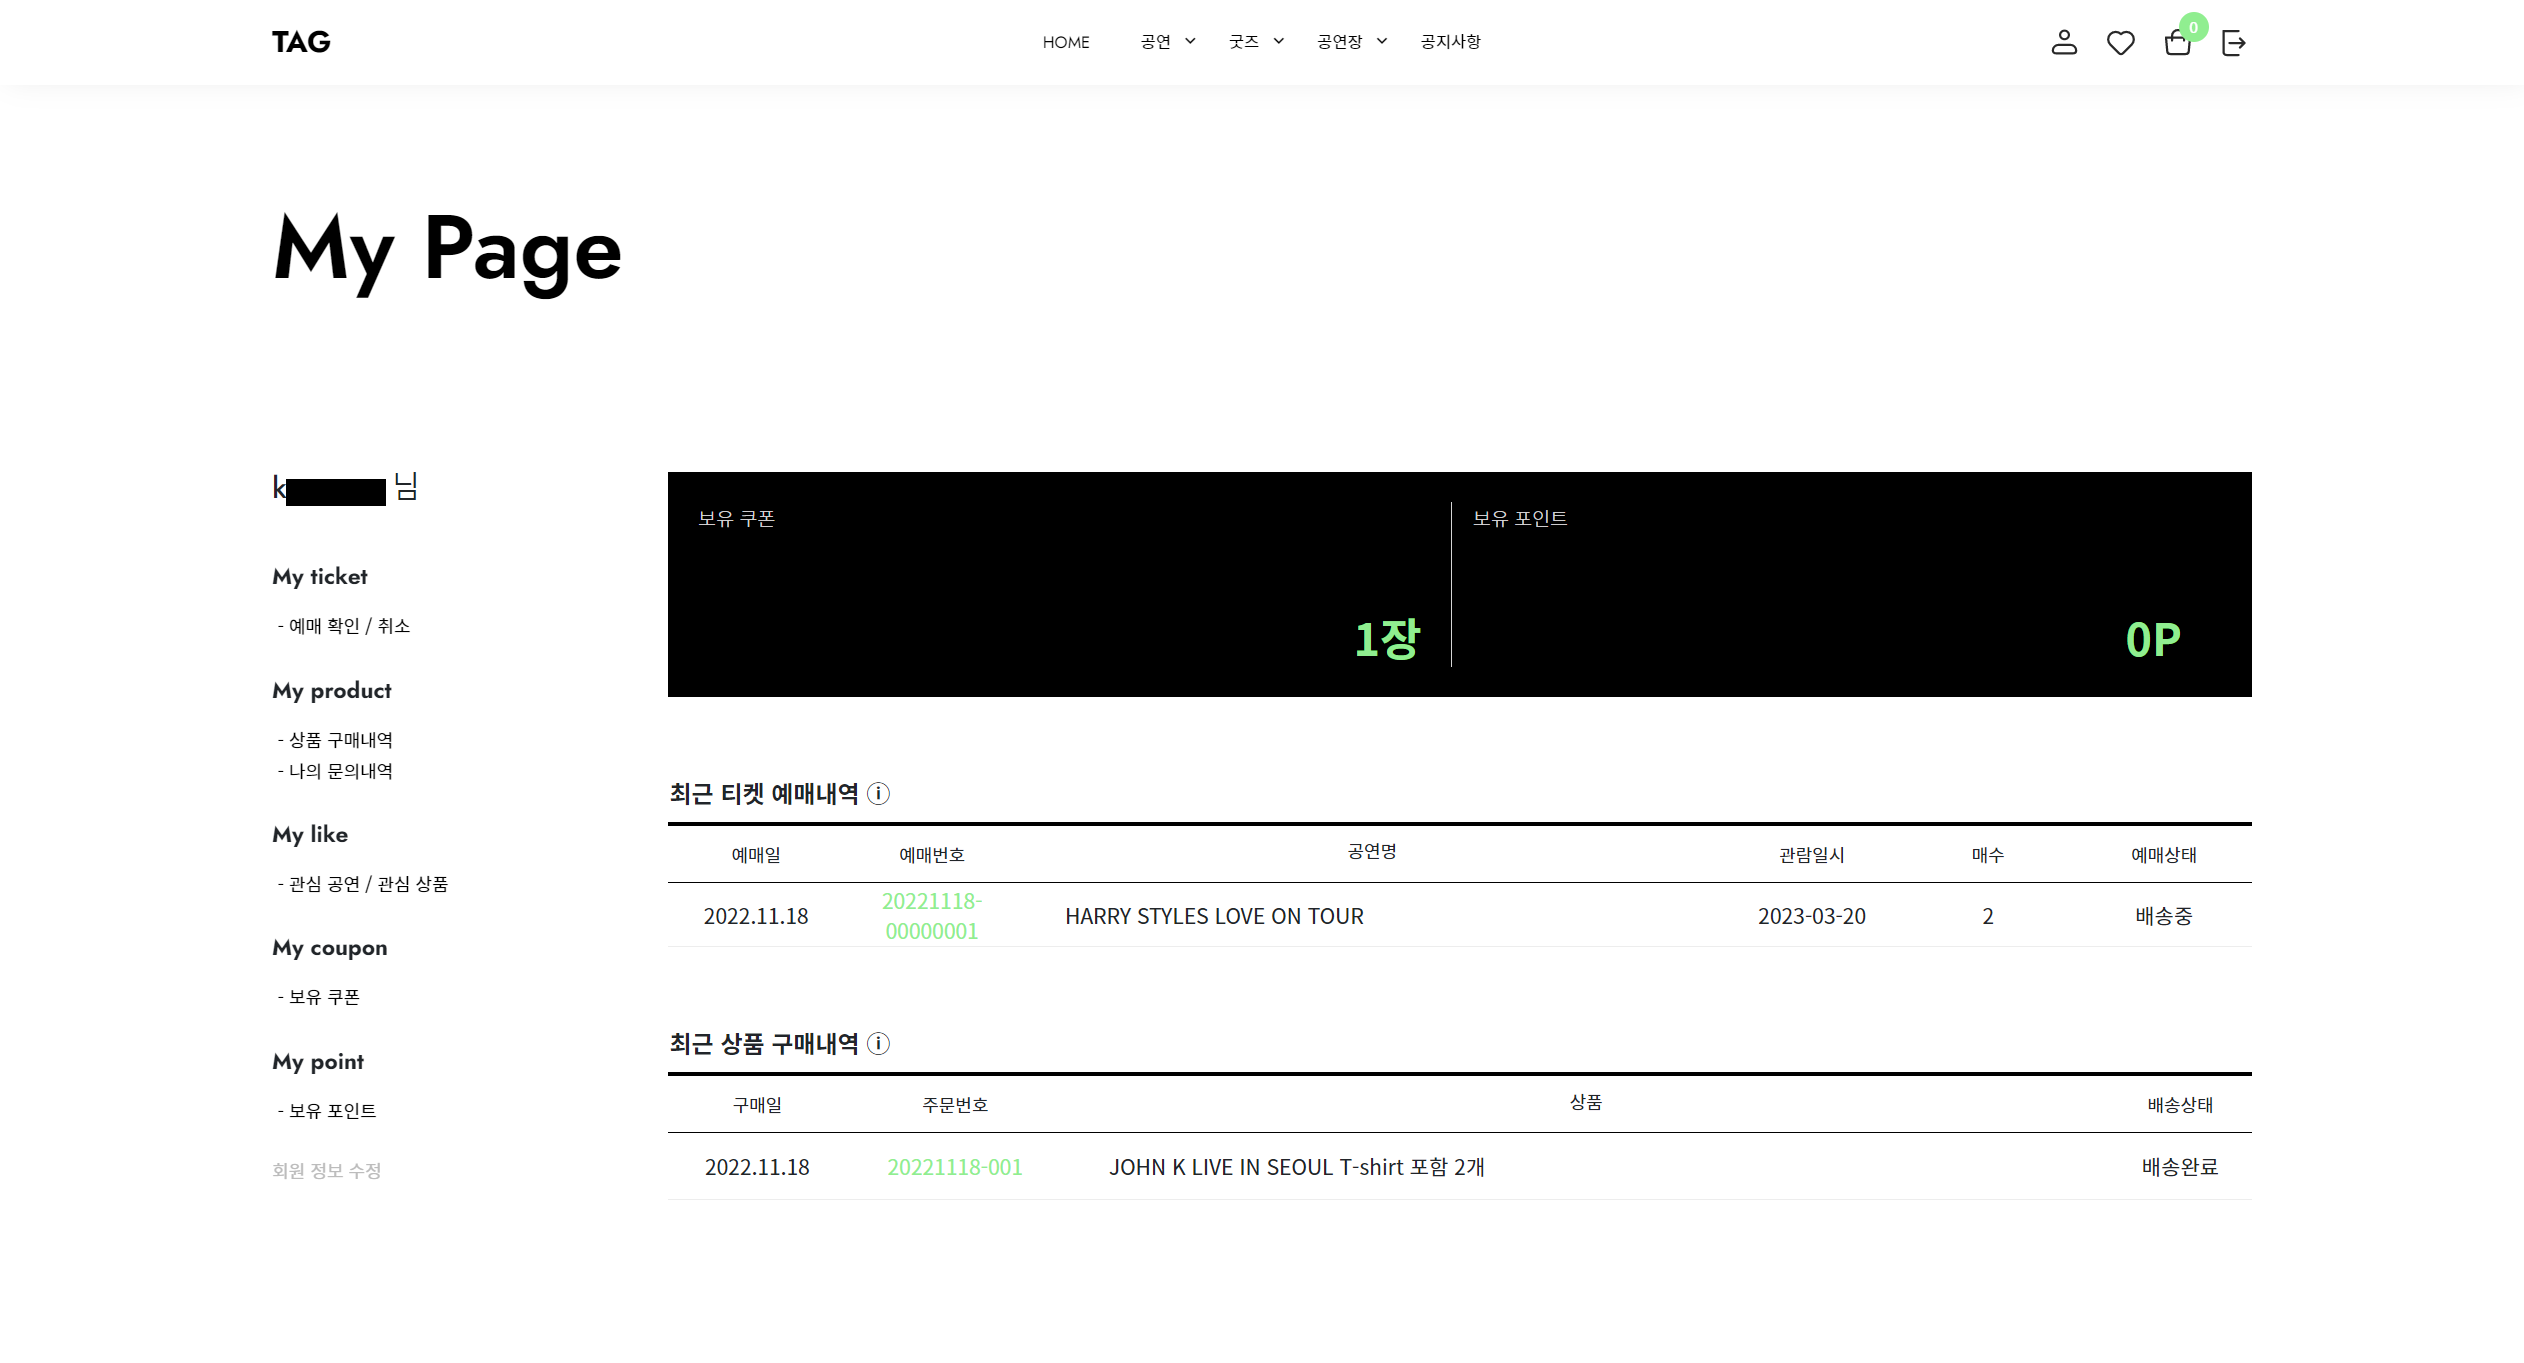 TAG
HOME 공연 굿즈 공연장 공지사항
0
My Page
k 님
My ticket
- 예매 확인 / 취소
My product
- 상품 구매내역
- 나의 문의내역
My like
- 관심 공연 / 관심 상품
My coupon
- 보유 쿠폰
My point
- 보유 포인트
회원 정보 수정
보유 쿠폰
1장
보유 포인트
0P
최근 티켓 예매내역 ⓘ
예매일 예매번호 공연명 관람일시 매수 예매상태
2022.11.18 20221118-00000001 HARRY STYLES LOVE ON TOUR 2023-03-20 2 배송중
최근 상품 구매내역 ⓘ
구매일 주문번호 상품 배송상태
2022.11.18 20221118-001 JOHN K LIVE IN SEOUL T-shirt 포함 2개 배송완료